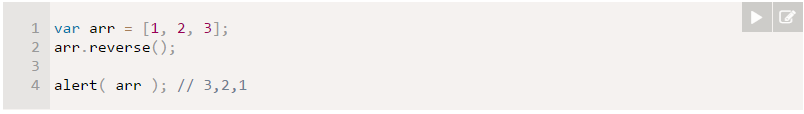 1 var arr = [1, 2, 3];
2 arr.reverse();
3
4 alert( arr ); // 3,2,1